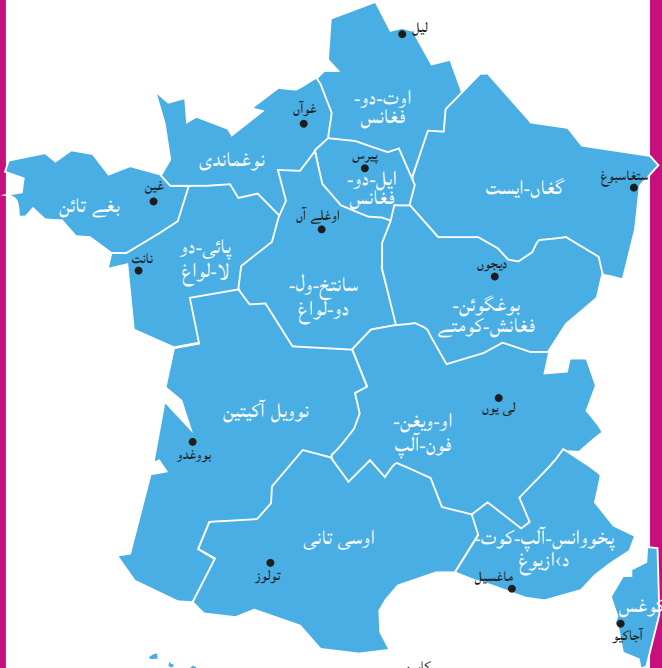 لیل
اوت-دو-
فغانس
غوآں
نوغماندی
پیرس
ایل-دو-
فغانس
گغاں-ایست
ستغاسبوغ
غین
بغے تائن
اوغلے آں
پائی-دو
لا-لواغ
نانت
دیجوں
سانتخ-ول-
دو-لواغ
بوغگوئن-
فغانش-کومتے
لی یوں
نوویل آکیتین
او-ویغن-
فون-آلپ
بووغدو
اوسی تانی
پخووانس-آلپ-کوت-
د›ازیوغ
تولوز
ماغسیل
کوغس
آجاکیو